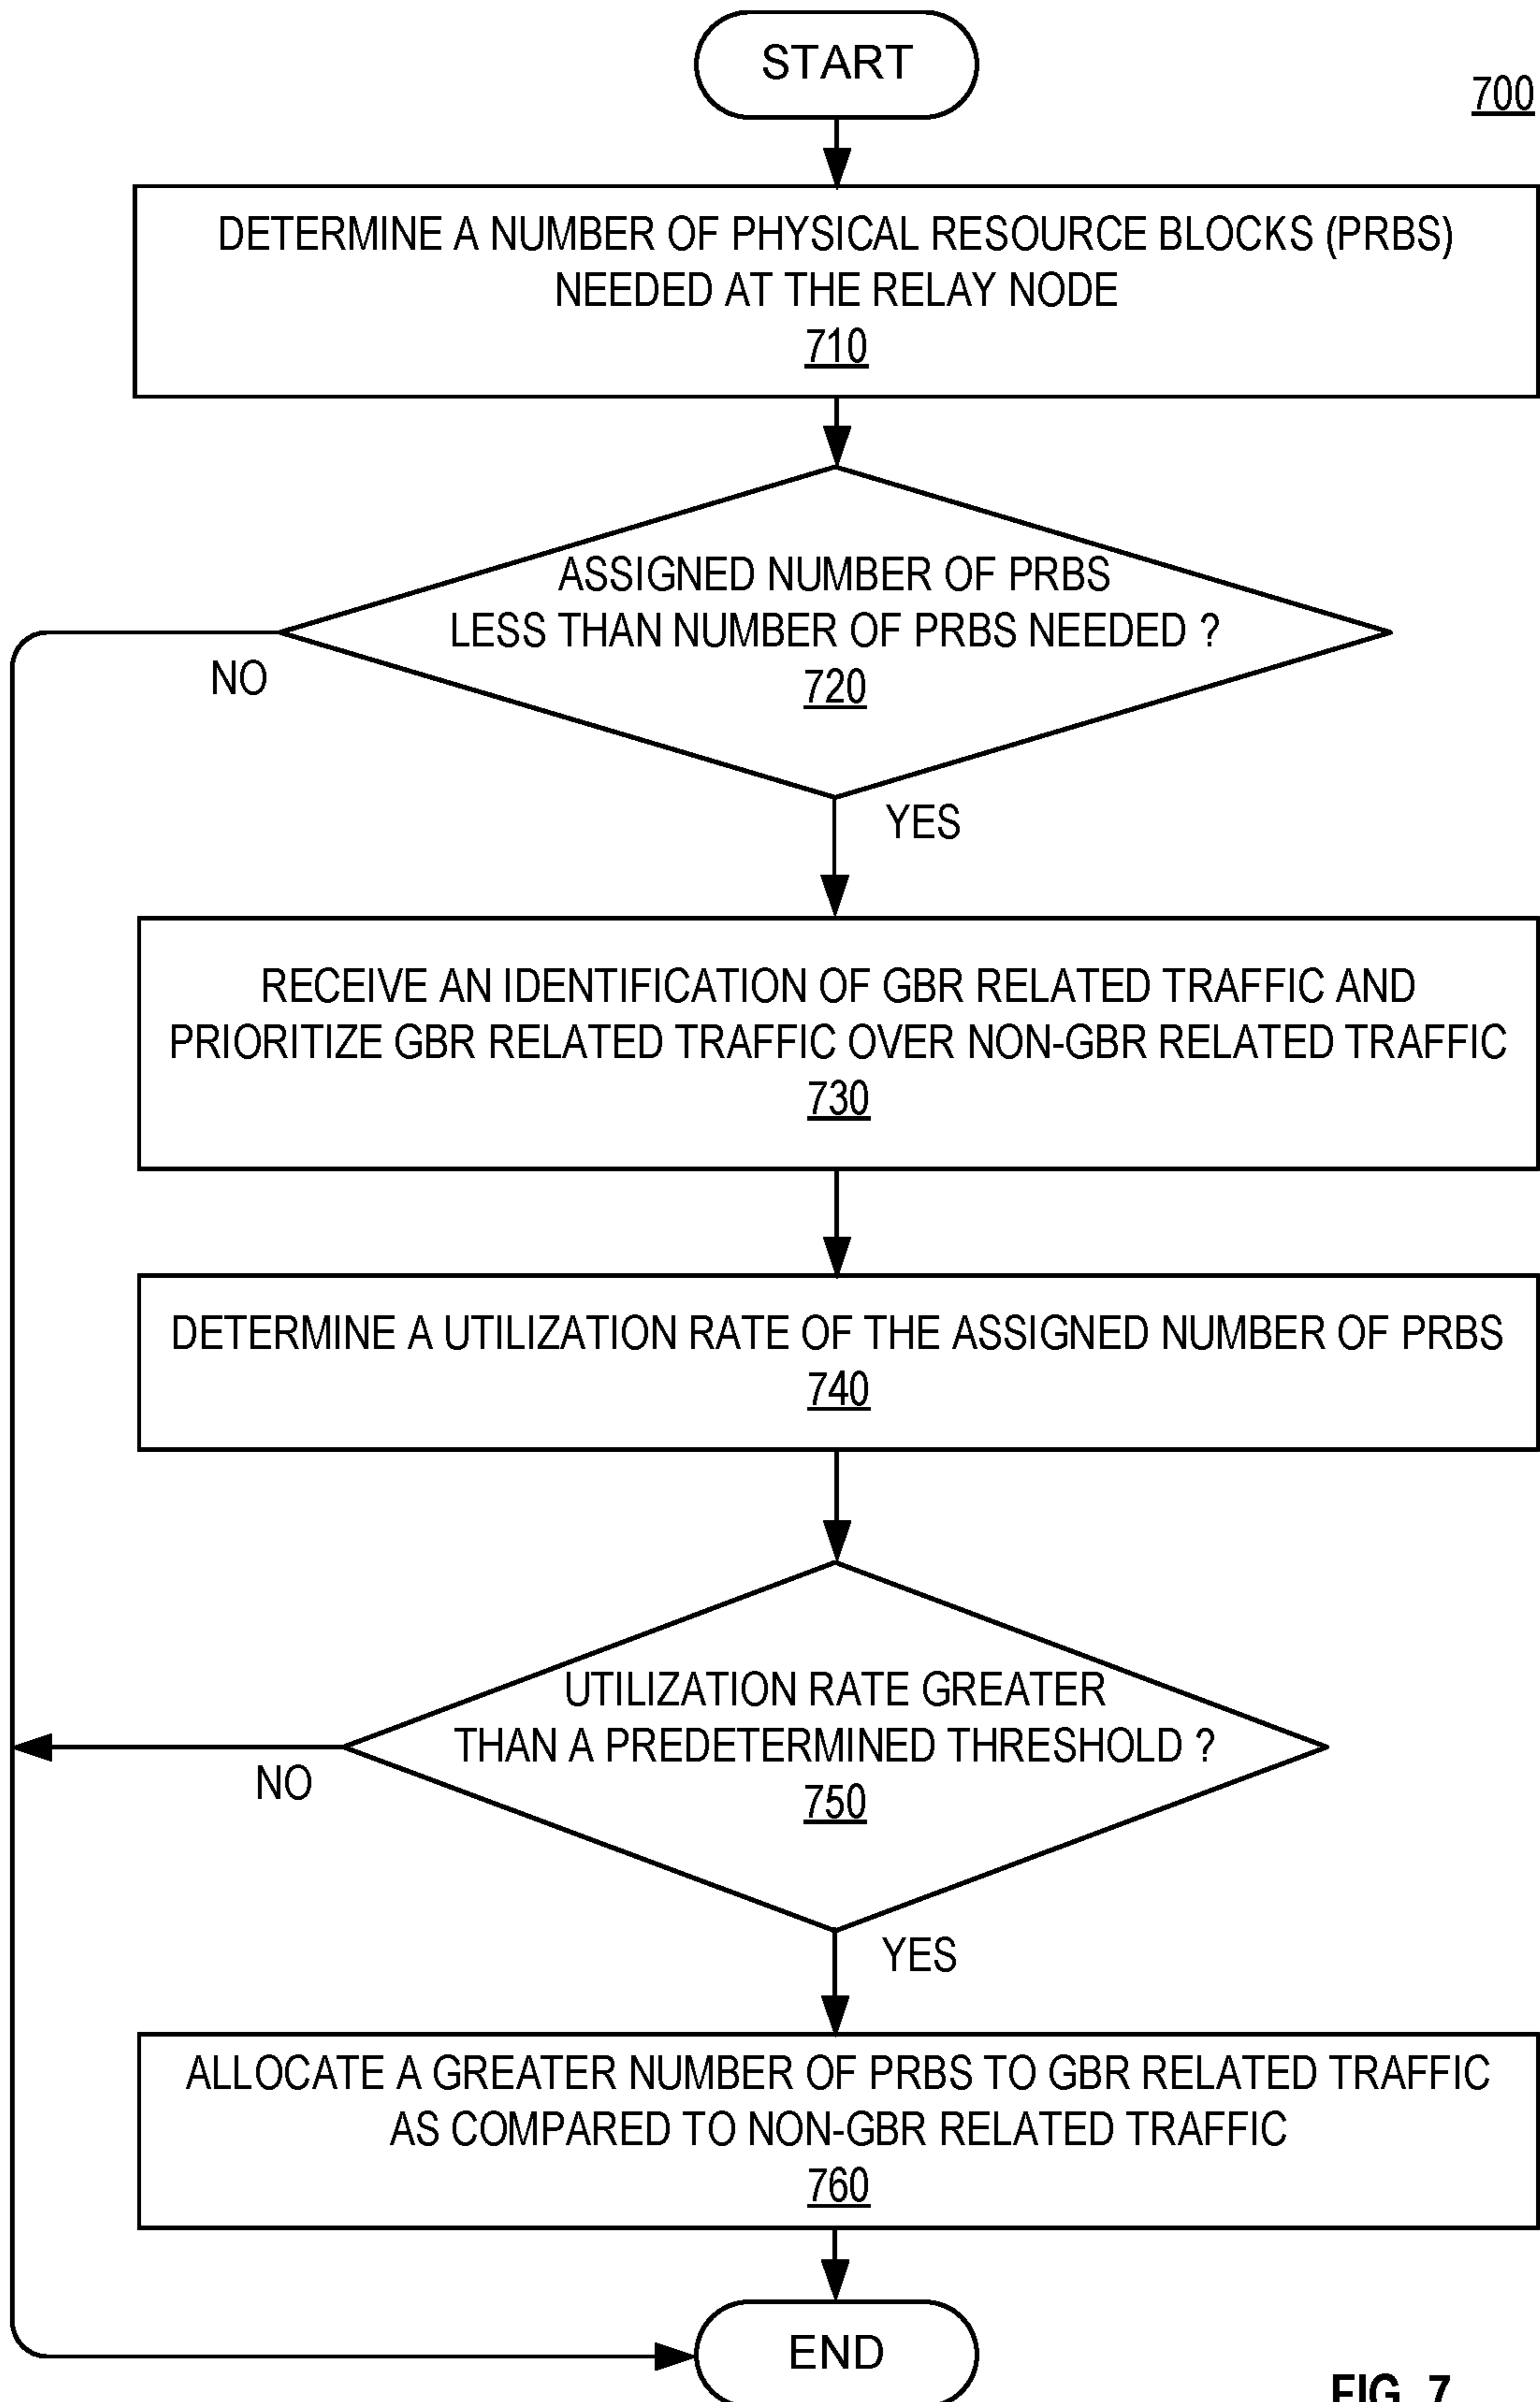 START
700
DETERMINE A NUMBER OF PHYSICAL RESOURCE BLOCKS (PRBS)
NEEDED AT THE RELAY NODE
710
ASSIGNED NUMBER OF PRBS
LESS THAN NUMBER OF PRBS NEEDED ?
720
NO
YES
RECEIVE AN IDENTIFICATION OF GBR RELATED TRAFFIC AND
PRIORITIZE GBR RELATED TRAFFIC OVER NON-GBR RELATED TRAFFIC
730
DETERMINE A UTILIZATION RATE OF THE ASSIGNED NUMBER OF PRBS
740
UTILIZATION RATE GREATER
THAN A PREDETERMINED THRESHOLD ?
750
NO
YES
ALLOCATE A GREATER NUMBER OF PRBS TO GBR RELATED TRAFFIC
AS COMPARED TO NON-GBR RELATED TRAFFIC
760
END
FIG. 7